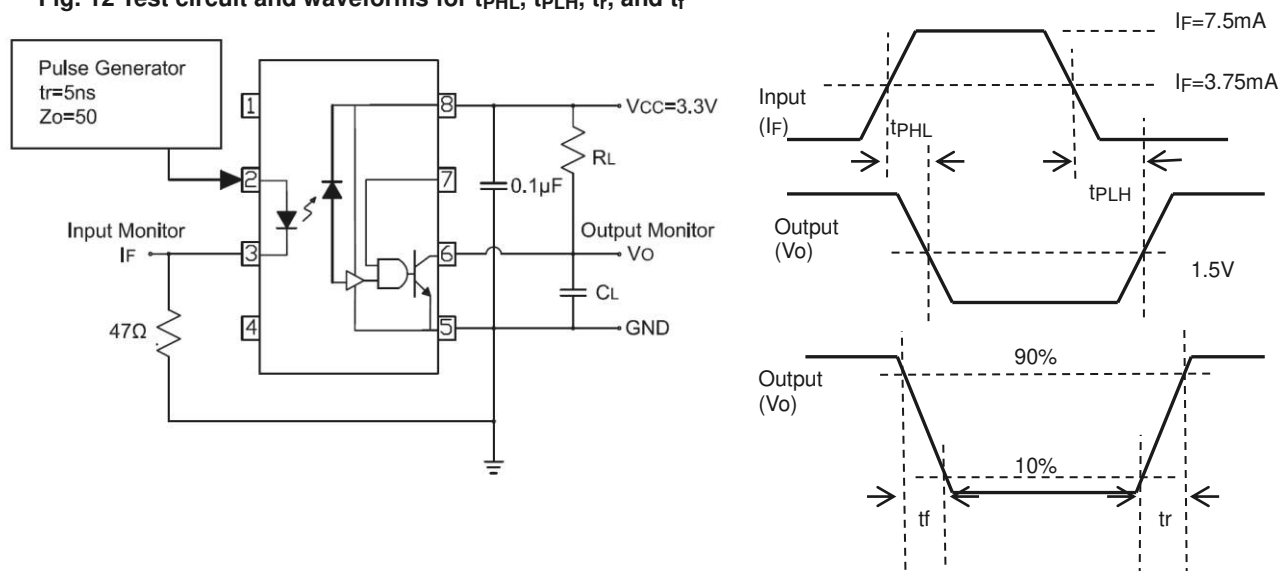 Fig. 12 Test circuit and waveforms for tPHL, tPLH, tr, and tf
Pulse Generator
tr=5ns
Zo=50
1
2
3
4
8
7
6
5
VCC=3.3V
RL
0.1µF
Input Monitor
IF
Output Monitor
VO
CL
47Ω
GND
IF=7.5mA
IF=3.75mA
Input
(IF)
tPHL
tPLH
Output
(Vo)
1.5V
90%
Output
(Vo)
10%
tf
tr